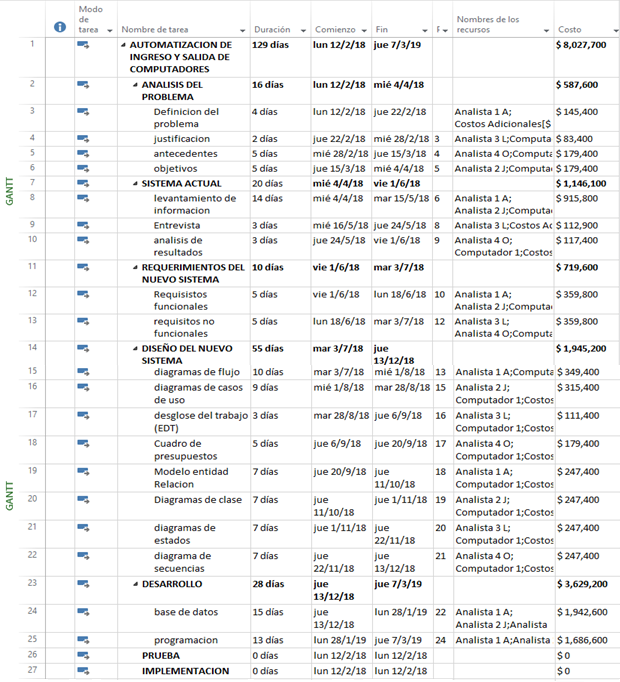 Modo de tarea Nombre de tarea Duración Comienzo Fin Nombres de los recursos Costo
1 AUTOMATIZACION DE INGRESO Y SALIDA DE COMPUTADORES 129 días lun 12/2/18 jue 7/3/19 $ 8,027,700
2 ANALISIS DEL PROBLEMA 16 días lun 12/2/18 mié 4/4/18 $ 587,600
3 Definicion del problema 4 días lun 12/2/18 jue 22/2/18 Analista 1 A; Costos Adicionales[$ $ 145,400
4 justificacion 2 días jue 22/2/18 mié 28/2/18 3 Analista 3 L;Computa $ 83,400
5 antecedentes 5 días mié 28/2/18 jue 15/3/18 4 Analista 4 O;Computa $ 179,400
6 objetivos 5 días jue 15/3/18 mié 4/4/18 5 Analista 2 J;Computa $ 179,400
7 SISTEMA ACTUAL 20 días mié 4/4/18 vie 1/6/18 $ 1,146,100
8 levantamiento de informacion 14 días mié 4/4/18 mar 15/5/18 6 Analista 1 A; Analista 2 J;Computa $ 915,800
9 Entrevista 3 días mié 16/5/18 jue 24/5/18 8 Analista 3 L;Costos Ac $ 112,900
10 analisis de resultados 3 días jue 24/5/18 vie 1/6/18 9 Analista 4 O; Computador 1;Costos $ 117,400
11 REQUERIMIENTOS DEL NUEVO SISTEMA 10 días vie 1/6/18 mar 3/7/18 $ 719,600
12 Requisistos funcionales 5 días vie 1/6/18 lun 18/6/18 10 Analista 1 A; Analista 2 J;Computa $ 359,800
13 requisitos no funcionales 5 días lun 18/6/18 mar 3/7/18 12 Analista 3 L; Analista 4 O;Computa $ 359,800
14 DISEÑO DEL NUEVO SISTEMA 55 días mar 3/7/18 jue 13/12/18 $ 1,945,200
15 diagramas de flujo 10 días mar 3/7/18 mié 1/8/18 13 Analista 1 A;Computa $ 349,400
16 diagramas de casos de uso 9 días mié 1/8/18 mar 28/8/18 15 Analista 2 J; Computador 1;Costos $ 315,400
17 desglose del trabajo (EDT) 3 días mar 28/8/18 jue 6/9/18 16 Analista 3 L; Computador 1;Costos $ 111,400
18 Cuadro de presupuestos 5 días jue 6/9/18 jue 20/9/18 17 Analista 4 O; Computador 1;Costos $ 179,400
19 Modelo entidad Relacion 7 días jue 20/9/18 jue 11/10/18 18 Analista 1 A; Computador 1;Costos $ 247,400
20 Diagramas de clase 7 días jue 11/10/18 jue 1/11/18 19 Analista 2 J; Computador 1;Costos $ 247,400
21 diagramas de estados 7 días jue 1/11/18 jue 22/11/18 20 Analista 3 L; Computador 1;Costos $ 247,400
22 diagrama de secuencias 7 días jue 22/11/18 jue 13/12/18 21 Analista 4 O; Computador 1;Costos $ 247,400
23 DESARROLLO 28 días jue 13/12/18 jue 7/3/19 $ 3,629,200
24 base de datos 15 días jue 13/12/18 lun 28/1/19 22 Analista 1 A; Analista 2 J;Analista $ 1,942,600
25 programacion 13 días lun 28/1/19 jue 7/3/19 24 Analista 1 A;Analista $ 1,686,600
26 PRUEBA 0 días lun 12/2/18 lun 12/2/18 $ 0
27 IMPLEMENTACION 0 días lun 12/2/18 lun 12/2/18 $ 0
GANTT
GANTT